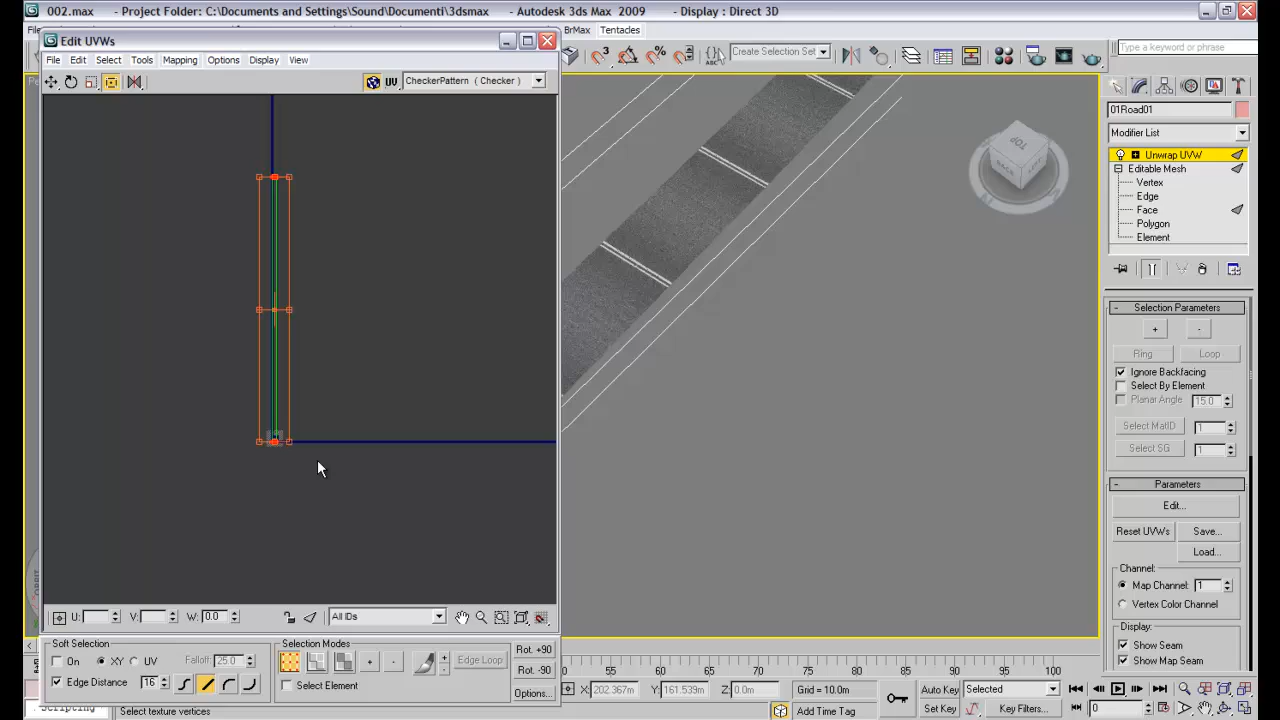 002.max - Project Folder: C:\Documents and Settings\Sound\Documenti\3dsmax - Autodesk 3ds Max 2009 - Display : Direct 3D
BrMax Tentacles
Create Selection Set
Type a keyword or phrase
Edit UVWs
File Edit Select Tools Mapping Options Display View
UV CheckerPattern ( Checker )
01Road01
Modifier List
Unwrap UVW
Editable Mesh
Vertex
Edge
Face
Polygon
Element
TOP
Selection Parameters
+ -
Ring Loop
Ignore Backfacing
Select By Element
Planar Angle 15.0
Select MatID 1
Select SG 1
Parameters
Edit...
Reset UVWs Save...
Load...
Channel:
Map Channel: 1
Vertex Color Channel
Display:
Show Seam
Show Map Seam
U: V: W: 0.0 All IDs
Soft Selection
On XY UV Falloff: 25.0
Edge Distance 16
Selection Modes
+ - + - Edge Loop
Select Element
Rot. +90
Rot. -90
Options...
50 55 60 65 70 75 80 85 90 95 100
X: 202.367m Y: 161.539m Z: 0.0m Grid = 10.0m
Auto Key Selected
Set Key Key Filters... 0
Add Time Tag
Scripting
Select texture vertices